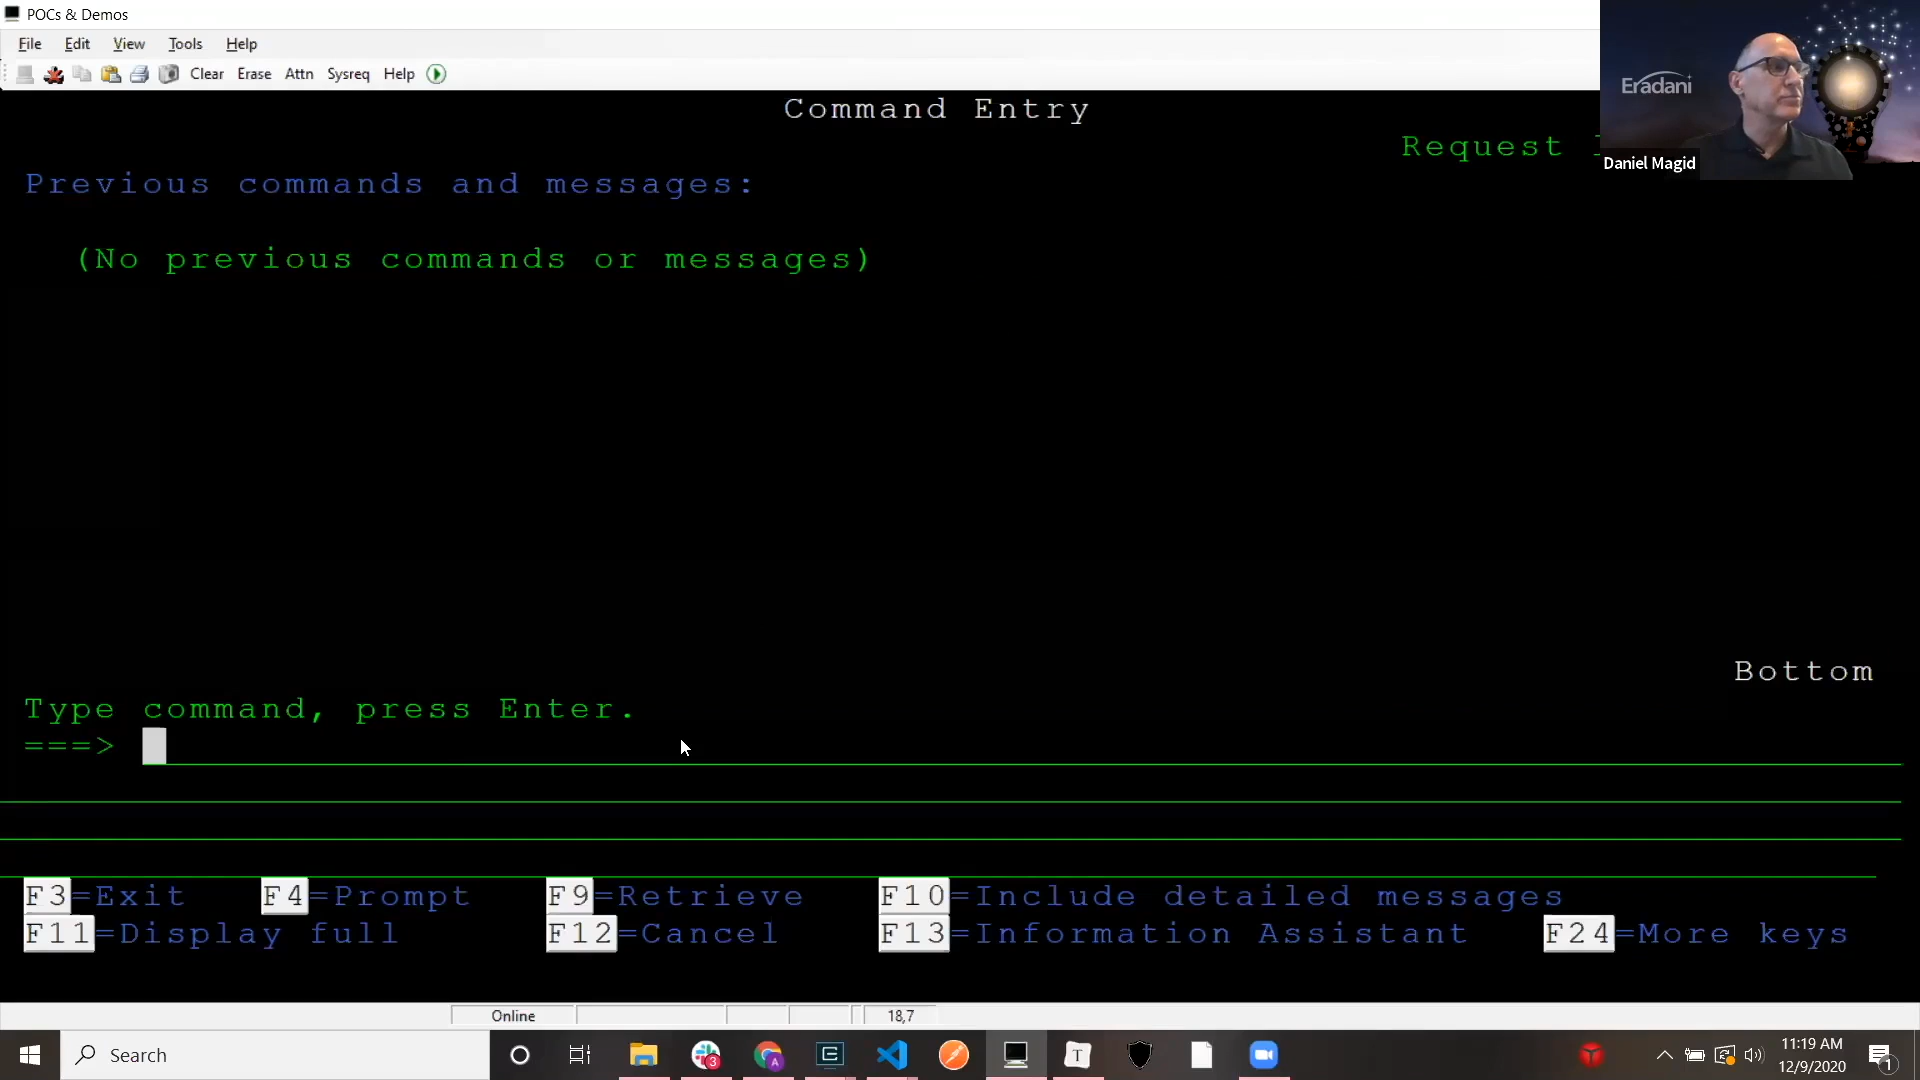 POCs & Demos
File Edit View Tools Help
Clear Erase Attn Sysreq Help
Eradani
Daniel Magid
Command Entry
Request
Previous commands and messages:
(No previous commands or messages)
Bottom
Type command, press Enter.
===>
F3=Exit F4=Prompt F9=Retrieve F10=Include detailed messages
F11=Display full F12=Cancel F13=Information Assistant F24=More keys
Online 18,7
Search 3 A T 11:19 AM
12/9/2020 1